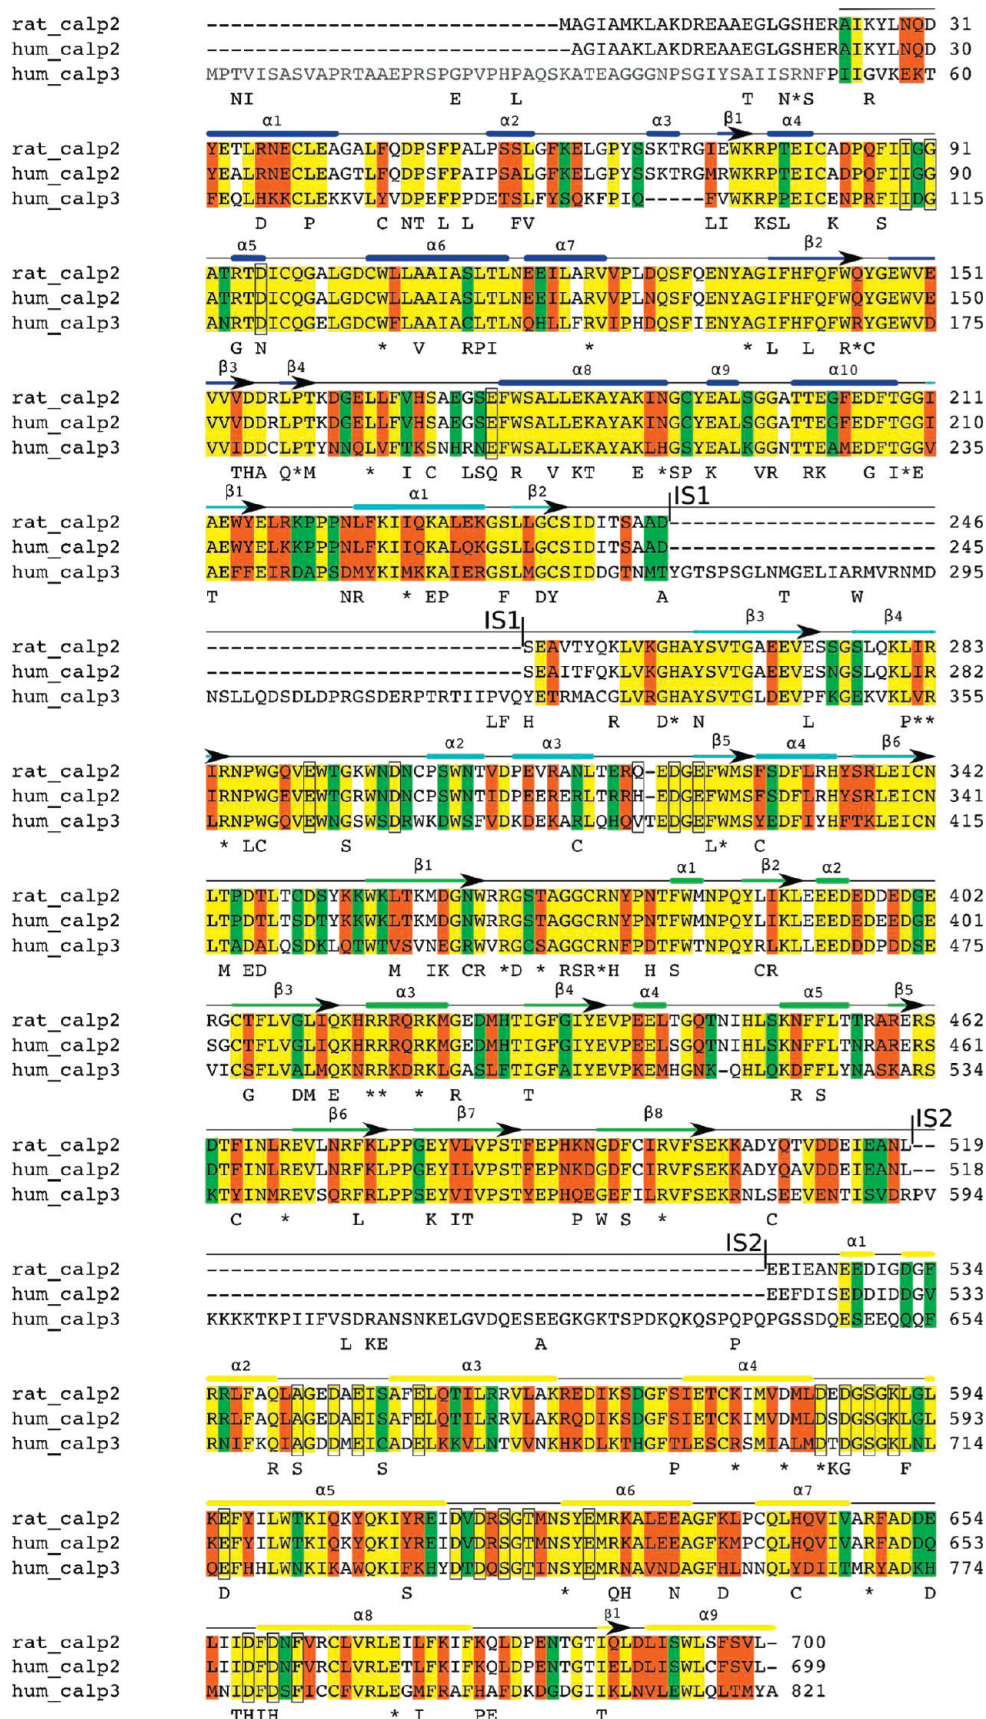 rat_calp2 --------------------------------------------MAGIAMKLAKDREAAEGLGSHERAIKYLNQD 31
hum_calp2 ---------------------------------------------AGIAAKLAKDREAAEGLGSHERAIKYLNQD 30
hum_calp3 MPTVISASVAPRTAAEPRSPGPVPHPAQSKATEAGGGNPSGIYSAIISRNFPIIGVKEKT 60
NI E L T N*S R
α1 α2 α3 β1 α4
rat_calp2 YETLRNECLEAGALFQDPSFPALPSSLGFKELGPYSSKTRGIEWKRPTEICADPQFIIGG 91
hum_calp2 YEALRNECLEAGTLFQDPSFPAIPSALGFKELGPYSSKTRGMRWKRPTEICADPQFIIGG 90
hum_calp3 FEQLHKKCLEKKVLYVDPEFPPDETSLFYSQKFPIQ-----FVWKRPPEICENPRFIIDG 115
D P C NT L L FV LI KSL K S
α5 α6 α7 β2
rat_calp2 ATRTDICQGALGDCWLLAAIASLTLNEEILARVVPLDQSFQENYAGIFHFQFWQYGEWVE 151
hum_calp2 ATRTDICQGALGDCWLLAAIASLTLNEEILARVVPLNQSFQENYAGIFHFQFWQYGEWVE 150
hum_calp3 ANRTDICQGELGDCWFLAAIACLTLNQHLLFRVIPHDQSFIENYAGIFHFQFWRYGEWVD 175
G N * V RPI * * L L R*C
β3 β4 α8 α9 α10
rat_calp2 VVVDDRLPTKDGELLFVHSAEGSEFWSALLEKAYAKINGCYEALSGGATTEGFEDFTGGI 211
hum_calp2 VVVDDRLPTKDGELLFVHSAEGSEFWSALLEKAYAKINGCYEALSGGATTEGFEDFTGGI 210
hum_calp3 VVIDDCLPTYNNQLVFTKSNHRNEFWSALLEKAYAKLHGSYEALKGGNTTEAMEDFTGGV 235
THA Q*M * I C LSQ R V KT E *SP K VR RK G I*E
β1 α1 β2 IS1
rat_calp2 AEWYELRKPPPNLFKIIQKALEKGSLLGCSIDITSAAD---------------------- 246
hum_calp2 AEWYELKKPPPNLFKIIQKALQKGSLLGCSIDITSAAD---------------------- 245
hum_calp3 AEFFEIRDAPSDMYKIMKKAIERGSLMGCSIDDGTNMTYGTSPSGLNMGELIARMVRNMD 295
T NR * EP F DY A T W
IS1 β3 β4
rat_calp2 --------------------------SEAVTYQKLVKGHAYSVTGAEEVESSGSLQKLIR 283
hum_calp2 --------------------------SEAITFQKLVKGHAYSVTGAEEVESNGSLQKLIR 282
hum_calp3 NSLLQDSDLDPRGSDERPTRTIIPVQYETRMACGLVRGHAYSVTGLDEVPFKGEKVKLVR 355
LF H R D* N L P**
α2 α3 β5 α4 β6
rat_calp2 IRNPWGQVEWTGKWNDNCPSWNTVDPEVRANLTERQ-EDGEFWMSFSDFLRHYSRLEICN 342
hum_calp2 IRNPWGEVEWTGRWNDNCPSWNTIDPEERERLTRRH-EDGEFWMSFSDFLRHYSRLEICN 341
hum_calp3 LRNPWGQVEWNGSWSDRWKDWSFVDKDEKARLQHQVTEDGEFWMSYEDFIYHFTKLEICN 415
* LC S C L* C
β1 α1 β2 α2
rat_calp2 LTPDTLTCDSYKKWKLTKMDGNWRRGSTAGGCRNYPNTFWMNPQYLIKLEEEDEDDEDGE 402
hum_calp2 LTPDTLTSDTYKKWKLTKMDGNWRRGSTAGGCRNYPNTFWMNPQYLIKLEEEDEDEEDGE 401
hum_calp3 LTADALQSDKLQTWTVSVNEGRWVRGCSAGGCRNFPDTFWTNPQYRLKLLEEDDDPDDSE 475
M ED M IK CR *D * RSR*H H S CR
β3 α3 β4 α4 α5 β5
rat_calp2 RGCTFLVGLIQKHRRRQRKMGEDMHTIGFGIYEVPEELTGQTNIHLSKNFFLTTRARERS 462
hum_calp2 SGCTFLVGLIQKHRRRQRKMGEDMHTIGFGIYEVPEELSGQTNIHLSKNFFLTNRARERS 461
hum_calp3 VICSFLVALMQKNRRKDRKLGASLFTIGFAIYEVPKEMHGNK-QHLQKDFFLYNASKARS 534
G DM E ** * R T R S
β6 β7 β8 IS2
rat_calp2 DTFINLREVLNRFKLPPGEYVLVPSTFEPHKNGDFCIRVFSEKKADYQTVDDEIEANL-- 519
hum_calp2 DTFINLREVLNRFKLPPGEYILVPSTFEPNKDGDFCIRVFSEKKADYQAVDDEIEANL-- 518
hum_calp3 KTYINMREVSQRFRLPPSEYVIVPSTYEPHQEGEFILRVFSEKRNLSEEVENTISVDRPV 594
C * L K IT P W S * C
IS2 α1
rat_calp2 ----------------------------------------------EEIEANEEDIGDGF 534
hum_calp2 ----------------------------------------------EEFDISEDDIDDGV 533
hum_calp3 KKKKTKPIIFVSDRANSNKELGVDQESEEGKGKTSPDKQKQSPQPQPGSSDQESEEQQQF 654
L KE A P
α2 α3 α4
rat_calp2 RRLFAQLAGEDAEISAFELQTILRRVLAKREDIKSDGFSIETCKIMVDMLDEDGSGKLGL 594
hum_calp2 RRLFAQLAGEDAEISAFELQTILRRVLAKRQDIKSDGFSIETCKIMVDMLDSDGSGKLGL 593
hum_calp3 RNIFKQIAGDDMEICADELKKVLNTVVNKHKDLKTHGFTLESCRSMIALMDTDGSGKLNL 714
R S S P * * *KG F
α5 α6 α7
rat_calp2 KEFYILWTKIQKYQKIYREIDVDRSGTMNSYEMRKALEEAGFKLPCQLHQVIVARFADDE 654
hum_calp2 KEFYILWTKIQKYQKIYREIDVDRSGTMNSYEMRKALEEAGFKMPCQLHQVIVARFADDQ 653
hum_calp3 QEFHHLWNKIKAWQKIFKHYDTDQSGTINSYEMRNAVNDAGFHLNNQLYDIITMRYADKH 774
D S * QH N D C * D
α8 β1 α9
rat_calp2 LIIDFDNFVRCLVRLEILFKIFKQLDPENTGTIQLDLISWLSFSVL- 700
hum_calp2 LIIDFDNFVRCLVRLETLFKIFKQLDPENTGTIELDLISWLCFSVL- 699
hum_calp3 MNIDFDSFICCFVRLEGMFRAFHAFDKDGDGIIKLNVLEWLQLTMYA 821
THIH * L PE T